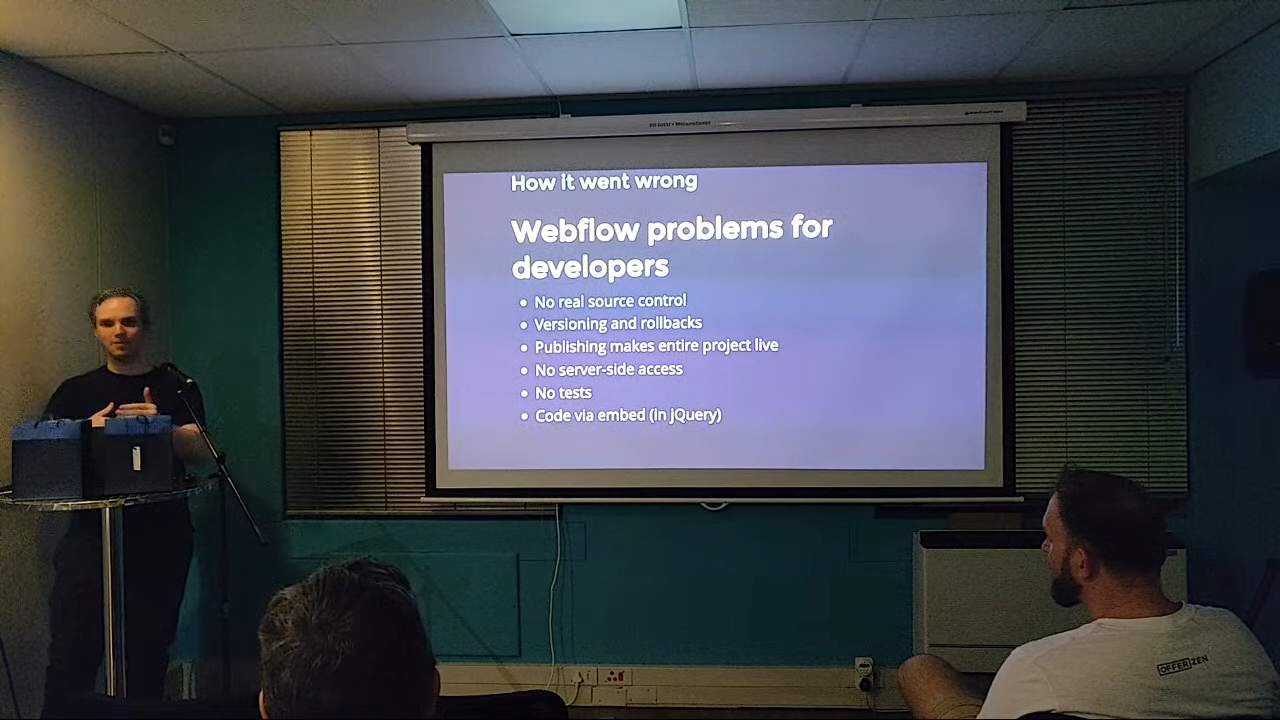 How it went wrong
Webflow problems for
developers
• No real source control
• Versioning and rollbacks
• Publishing makes entire project live
• No server-side access
• No tests
• Code via embed (in jQuery)
OFFERZEN